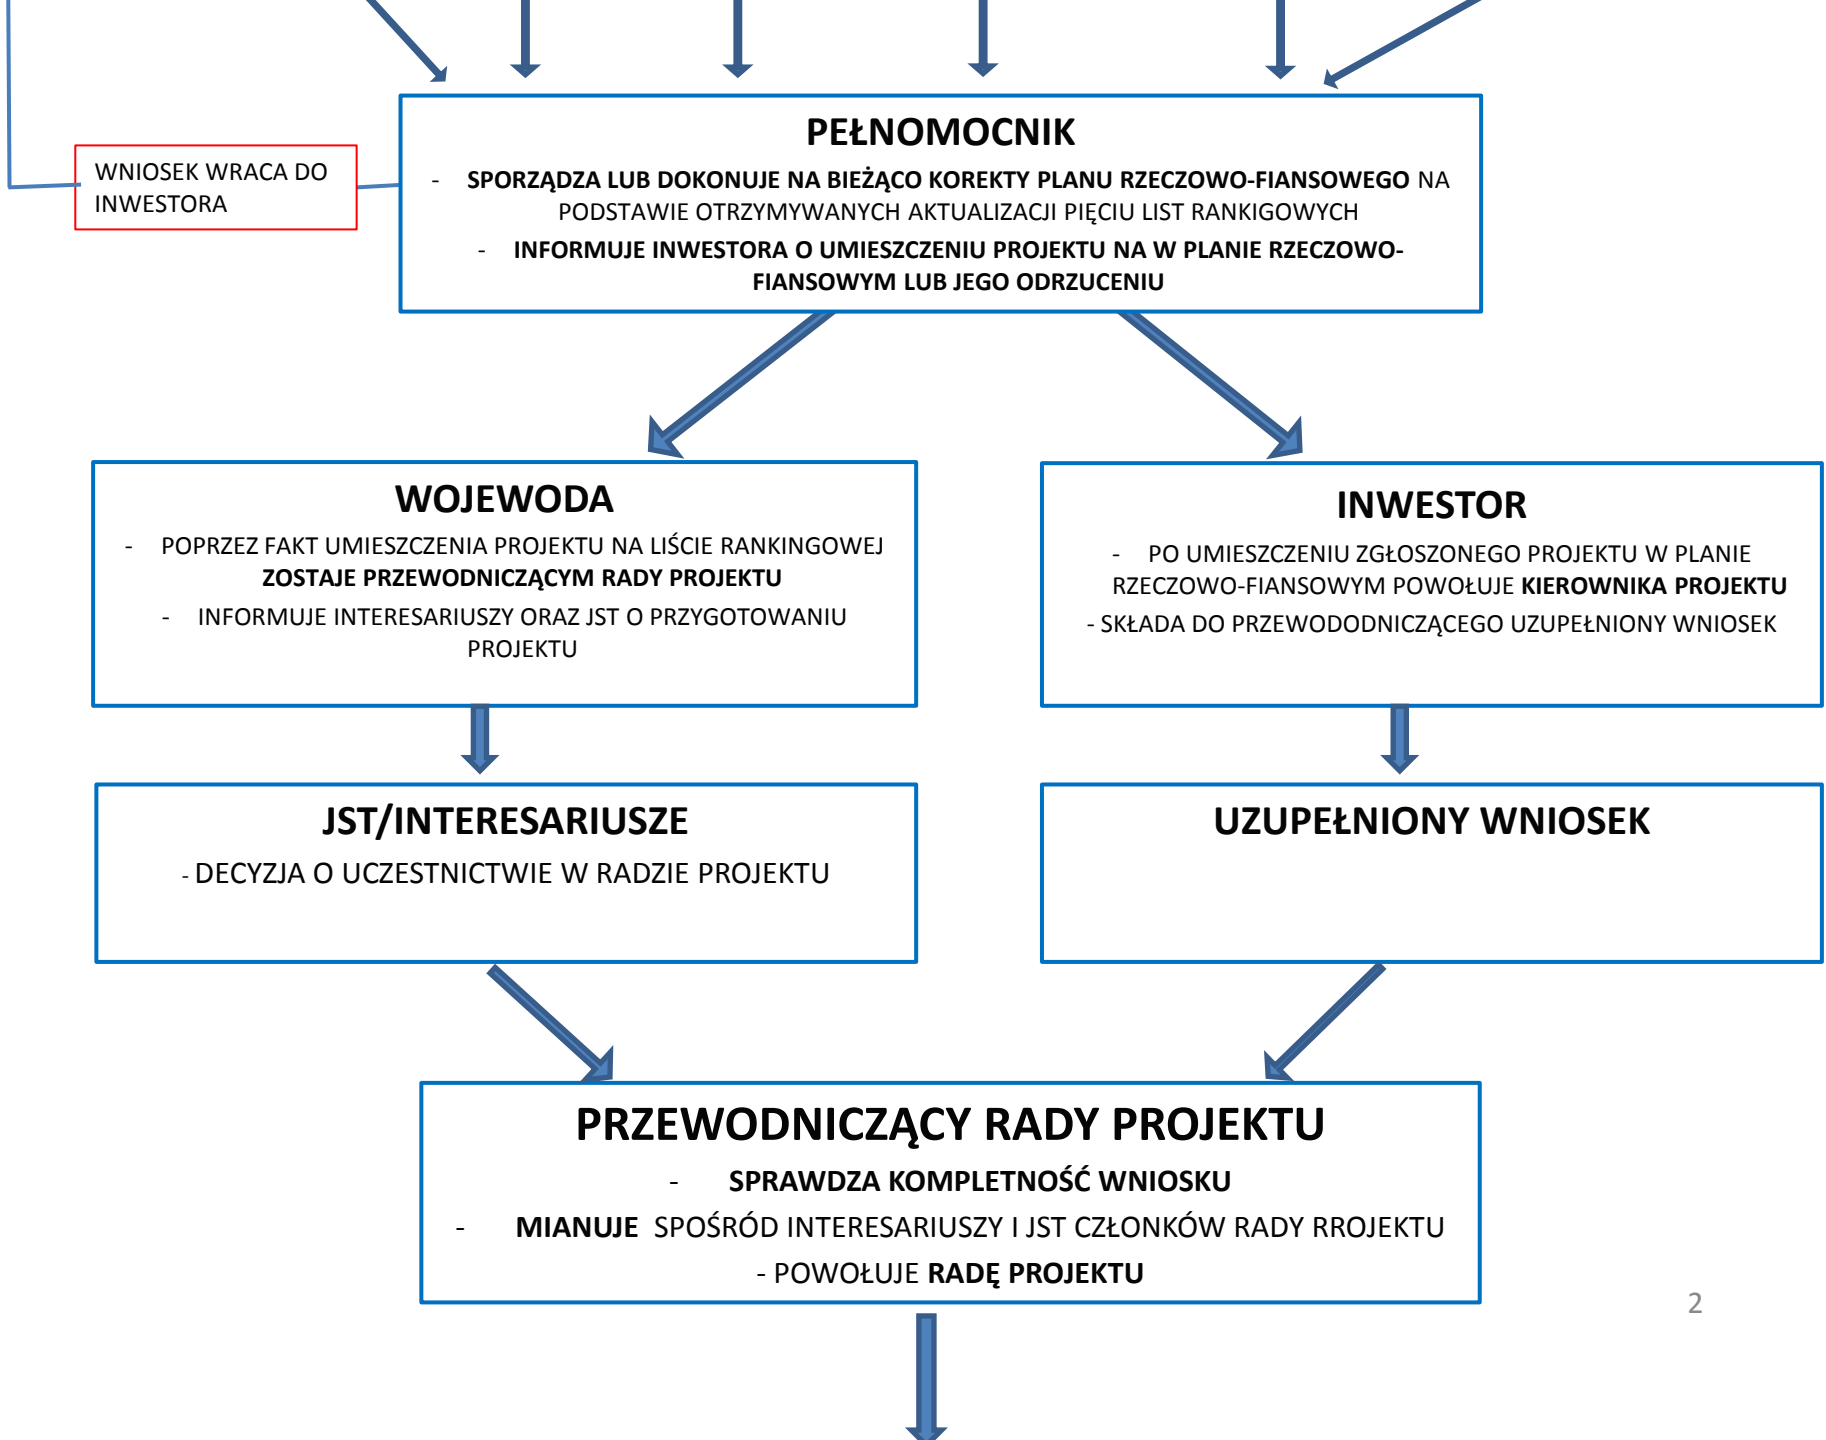 PEŁNOMOCNIK
- SPORZĄDZA LUB DOKONUJE NA BIEŻĄCO KOREKTY PLANU RZECZOWO-FIANSOWEGO NA
PODSTAWIE OTRZYMYWANYCH AKTUALIZACJI PIĘCIU LIST RANKIGOWYCH
- INFORMUJE INWESTORA O UMIESZCZENIU PROJEKTU NA W PLANIE RZECZOWO-
FIANSOWYM LUB JEGO ODRZUCENIU
WNIOSEK WRACA DO
INWESTORA
WOJEWODA
- POPRZEZ FAKT UMIESZCZENIA PROJEKTU NA LIŚCIE RANKINGOWEJ
ZOSTAJE PRZEWODNICZĄCYM RADY PROJEKTU
- INFORMUJE INTERESARIUSZY ORAZ JST O PRZYGOTOWANIU
PROJEKTU
INWESTOR
- PO UMIESZCZENIU ZGŁOSZONEGO PROJEKTU W PLANIE
RZECZOWO-FIANSOWYM POWOŁUJE KIEROWNIKA PROJEKTU
- SKŁADA DO PRZEWODODNICZĄCEGO UZUPEŁNIONY WNIOSEK
JST/INTERESARIUSZE
- DECYZJA O UCZESTNICTWIE W RADZIE PROJEKTU
UZUPEŁNIONY WNIOSEK
PRZEWODNICZĄCY RADY PROJEKTU
- SPRAWDZA KOMPLETNOŚĆ WNIOSKU
- MIANUJE SPOŚRÓD INTERESARIUSZY I JST CZŁONKÓW RADY RROJEKTU
- POWOŁUJE RADĘ PROJEKTU
2